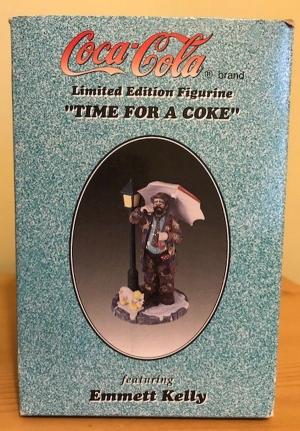 Coca-Cola ® brand
Limited Edition Figurine
"TIME FOR A COKE"
featuring
Emmett Kelly